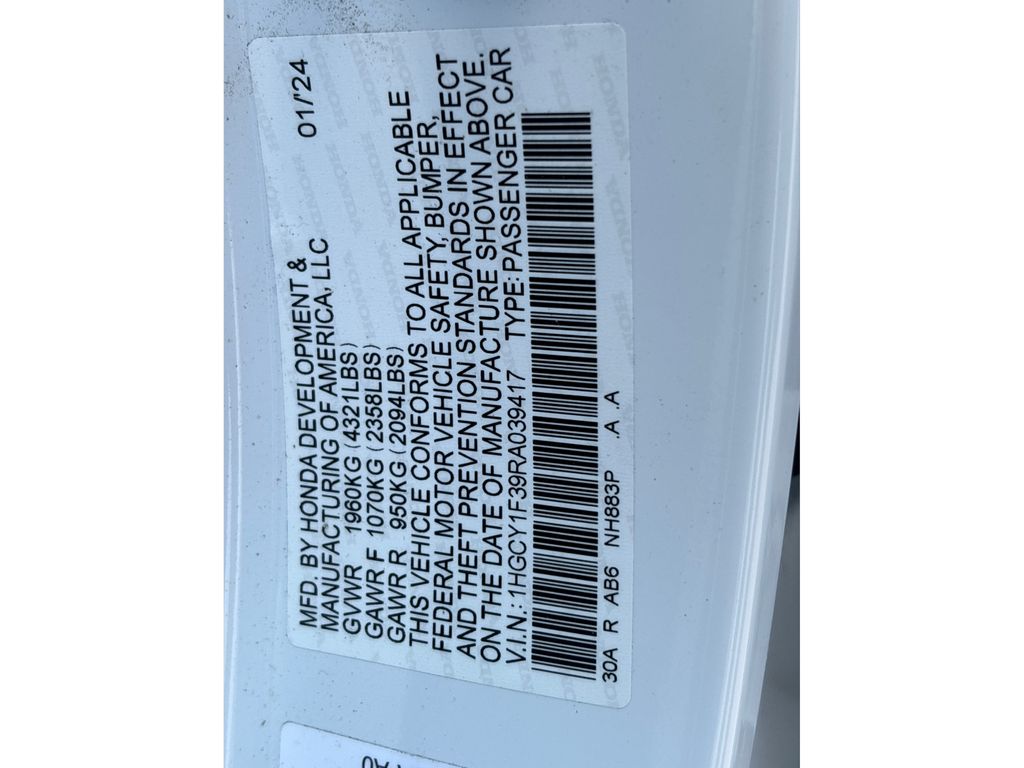 MFD. BY HONDA DEVELOPMENT & 01/'24
MANUFACTURING OF AMERICA, LLC
GVWR 1960KG (4321LBS)
GAWR F 1070KG (2358LBS)
GAWR R 950KG (2094LBS)
THIS VEHICLE CONFORMS TO ALL APPLICABLE
FEDERAL MOTOR VEHICLE SAFETY, BUMPER,
AND THEFT PREVENTION STANDARDS IN EFFECT
ON THE DATE OF MANUFACTURE SHOWN ABOVE.
V.I.N.: 1HGCY1F39RA039417 TYPE: PASSENGER CAR
30A R AB6 NH883P .A .A